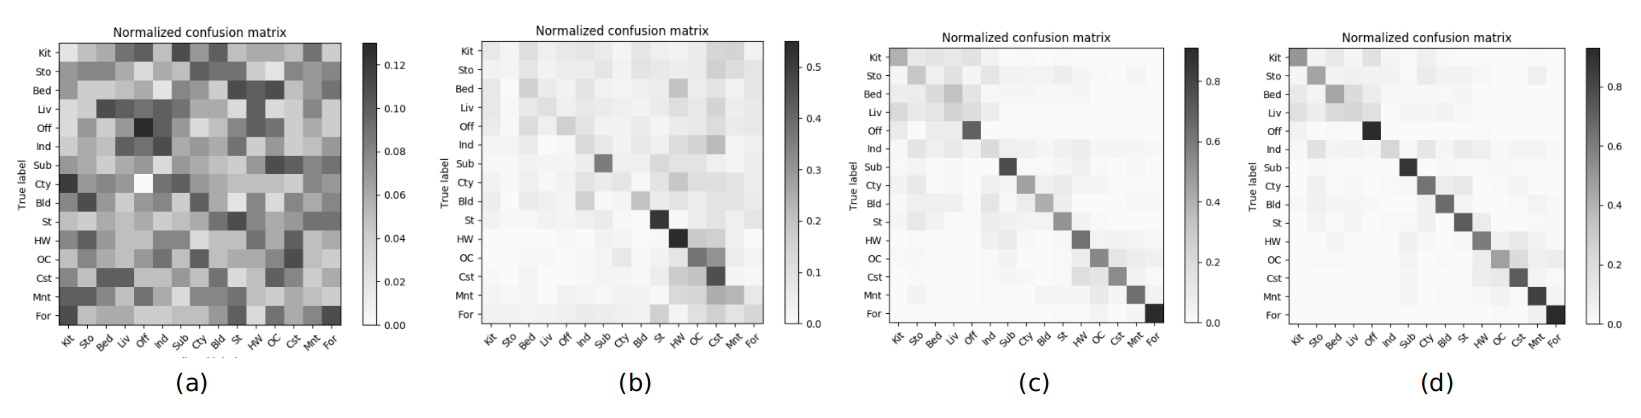 Normalized confusion matrix
True label
Kit
Sto
Bed
Liv
Off
Ind
Sub
Cty
Bld
St
HW
OC
Cst
Mnt
For
Kit Sto Bed Liv Off Ind Sub Cty Bld St HW OC Cst Mnt For
0.12
0.10
0.08
0.06
0.04
0.02
0.00
(a)
Normalized confusion matrix
True label
Kit
Sto
Bed
Liv
Off
Ind
Sub
Cty
Bld
St
HW
OC
Cst
Mnt
For
Kit Sto Bed Liv Off Ind Sub Cty Bld St HW OC Cst Mnt For
0.5
0.4
0.3
0.2
0.1
0.0
(b)
Normalized confusion matrix
True label
Kit
Sto
Bed
Liv
Off
Ind
Sub
Cty
Bld
St
HW
OC
Cst
Mnt
For
Kit Sto Bed Liv Off Ind Sub Cty Bld St HW OC Cst Mnt For
0.8
0.6
0.4
0.2
0.0
(c)
Normalized confusion matrix
True label
Kit
Sto
Bed
Liv
Off
Ind
Sub
Cty
Bld
St
HW
OC
Cst
Mnt
For
Kit Sto Bed Liv Off Ind Sub Cty Bld St HW OC Cst Mnt For
0.8
0.6
0.4
0.2
0.0
(d)